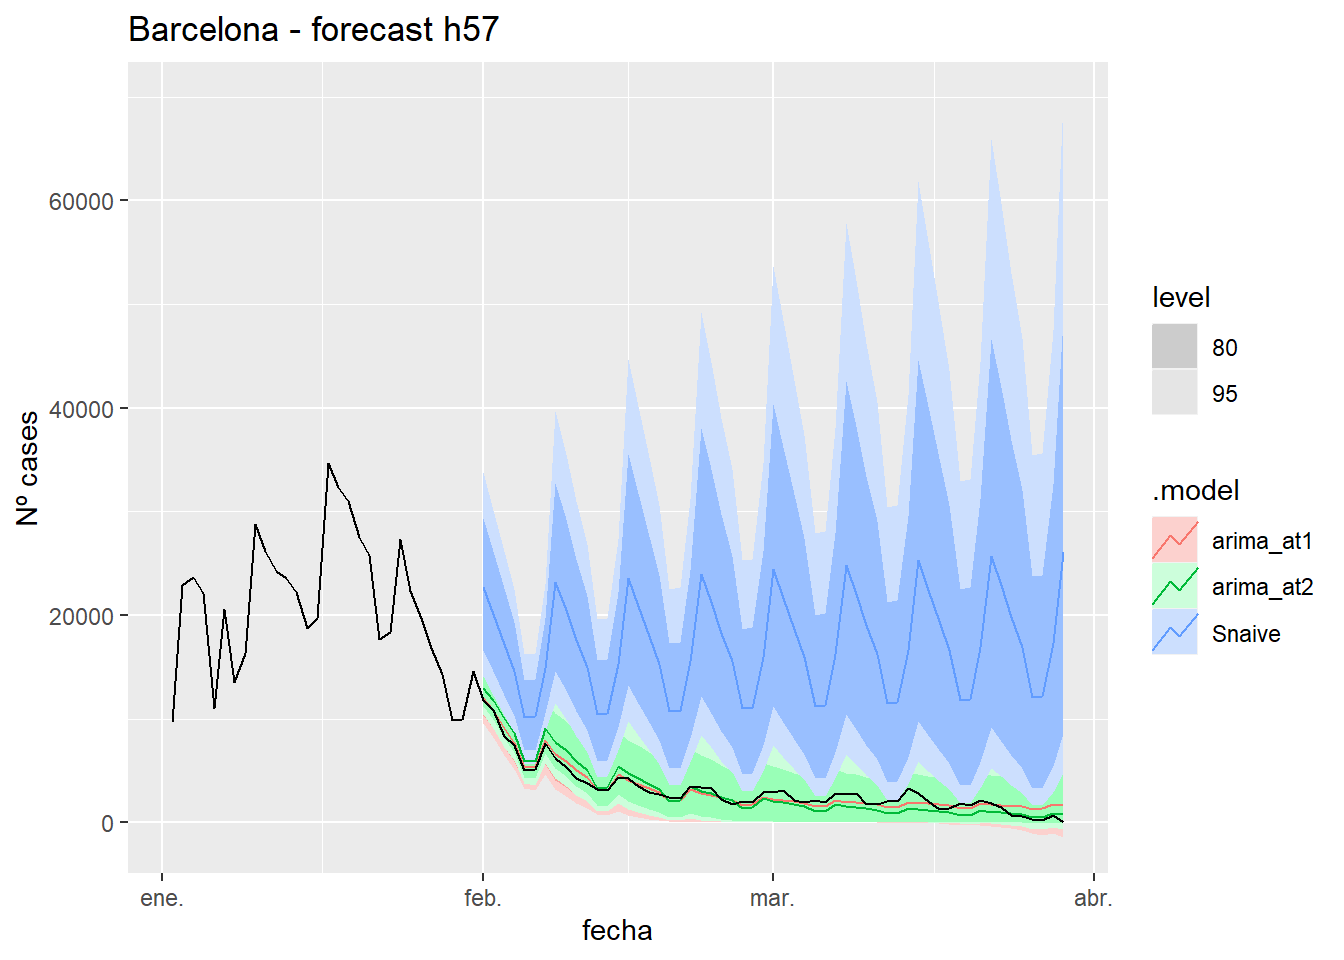 Barcelona - forecast h57
60000
40000
20000
0
Nº cases
ene.
feb.
mar.
abr.
fecha
level
80
95
.model
arima_at1
arima_at2
Snaive